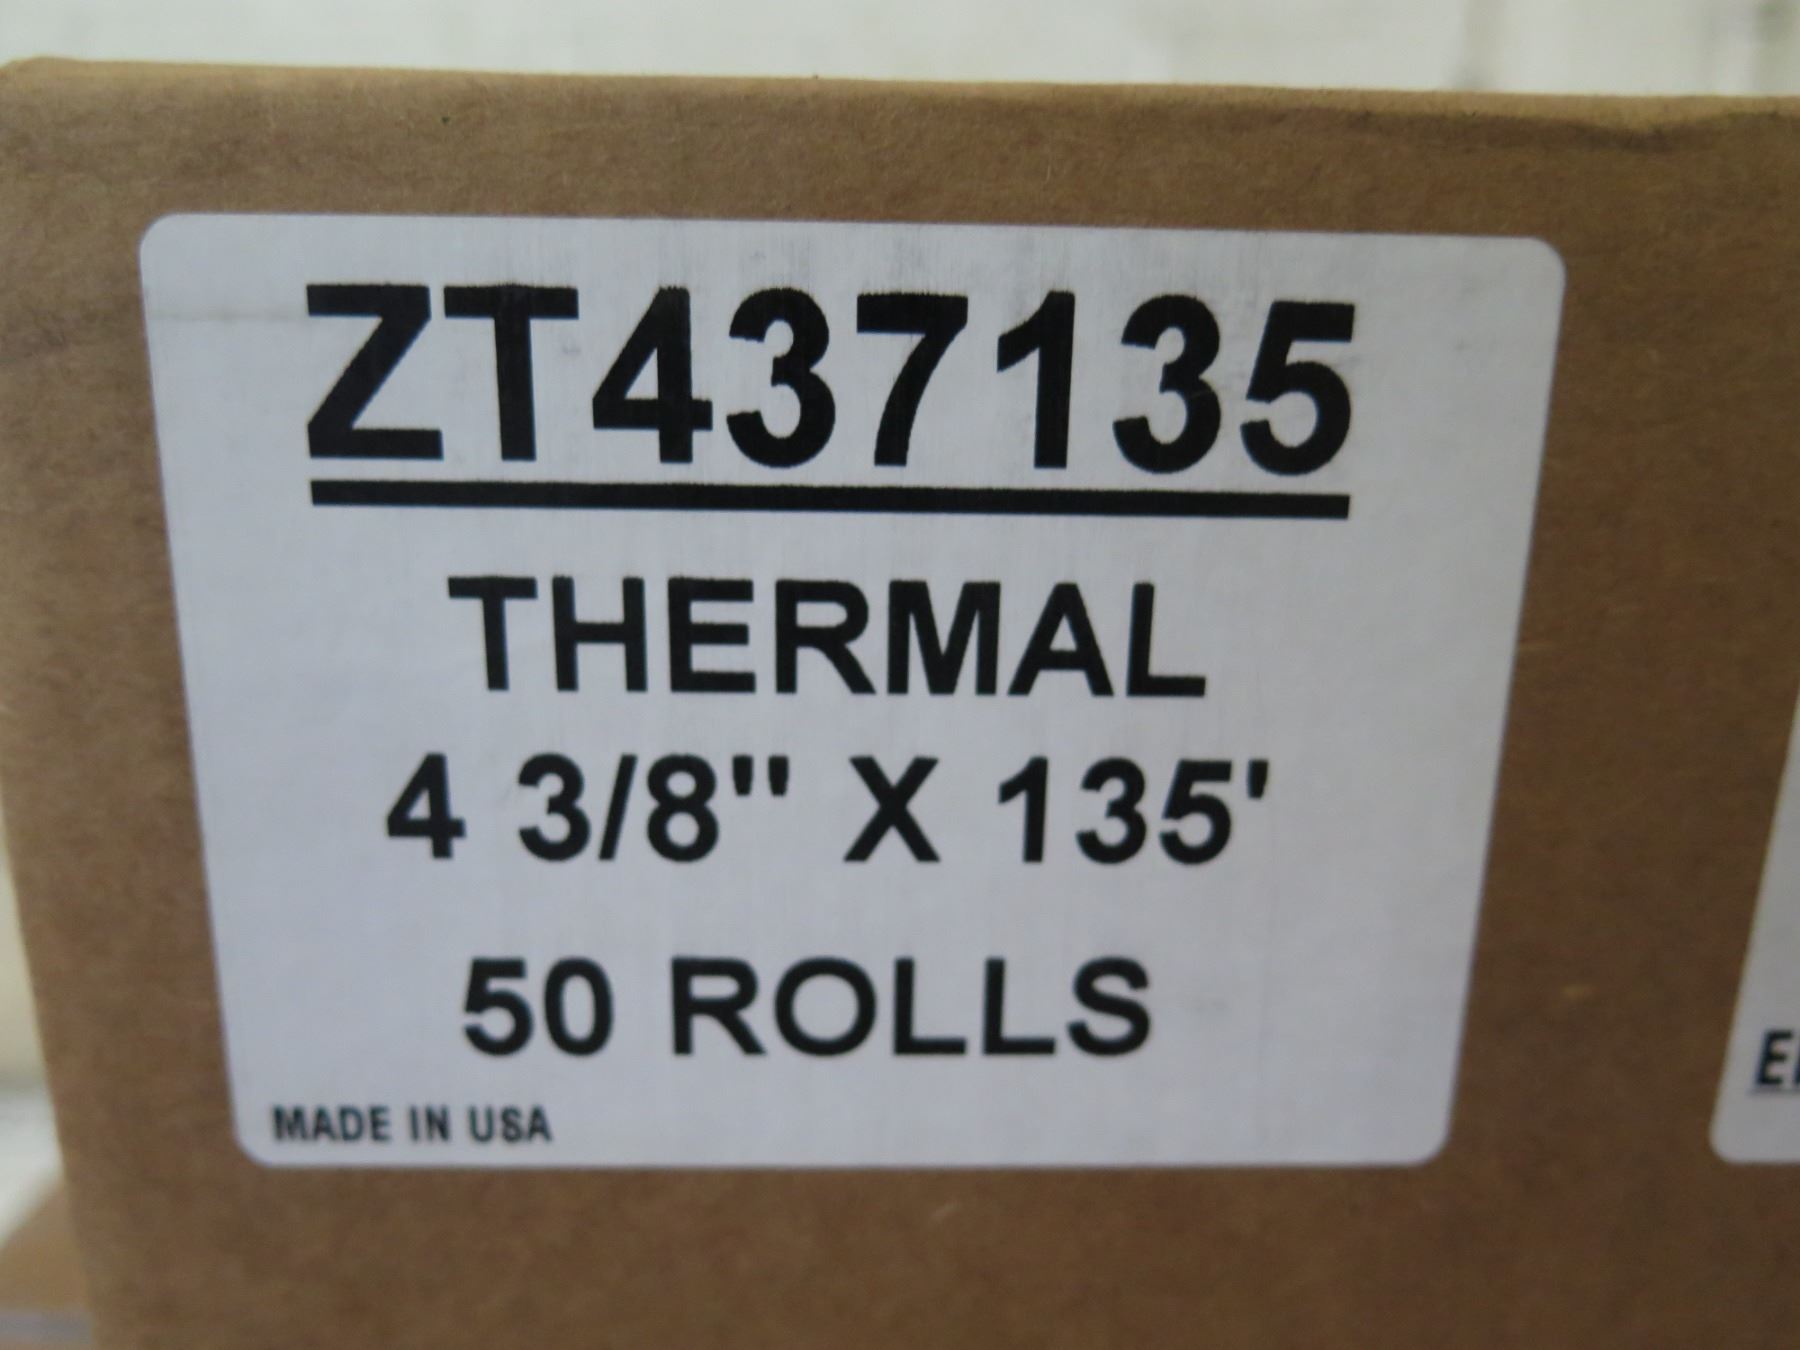 ZT437135
THERMAL
4 3/8" X 135'
50 ROLLS
MADE IN USA